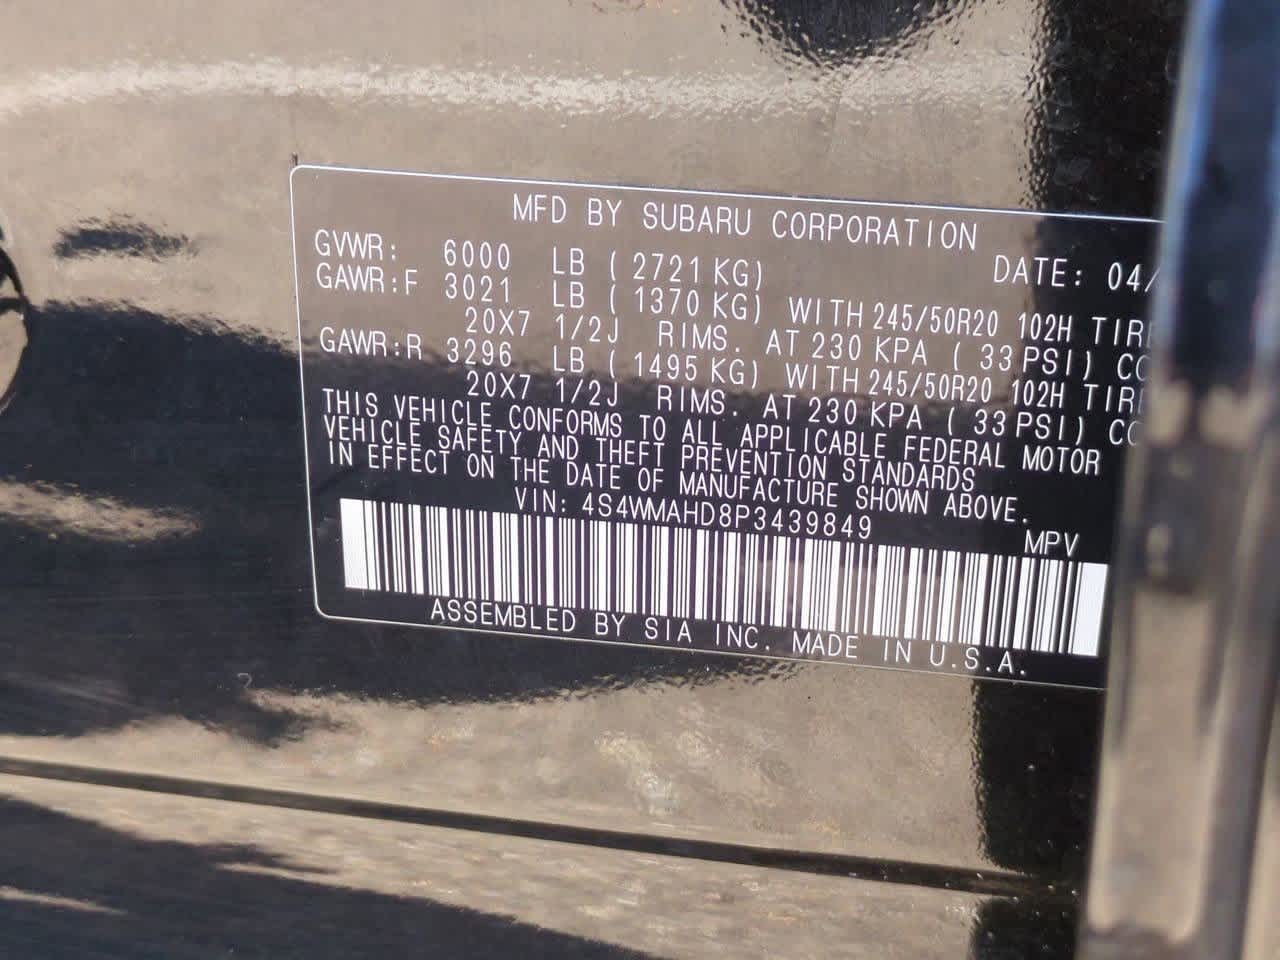 MFD BY SUBARU CORPORATION
GVWR: 6000 LB ( 2721 KG) DATE: 04/
GAWR:F 3021 LB ( 1370 KG) WITH 245/50R20 102H
20X7 1/2J RIMS. AT 230 KPA ( 33 PSI)
GAWR:R 3296 LB ( 1495 KG) WITH 245/50R20 102H
20X7 1/2J RIMS. AT 230 KPA ( 33 PSI)
THIS VEHICLE CONFORMS TO ALL APPLICABLE FEDERAL MOTOR
VEHICLE SAFETY AND THEFT PREVENTION STANDARDS
IN EFFECT ON THE DATE OF MANUFACTURE SHOWN ABOVE.
VIN: 4S4WMAHD8P3439849 MPV
ASSEMBLED BY SIA INC. MADE IN U.S.A.